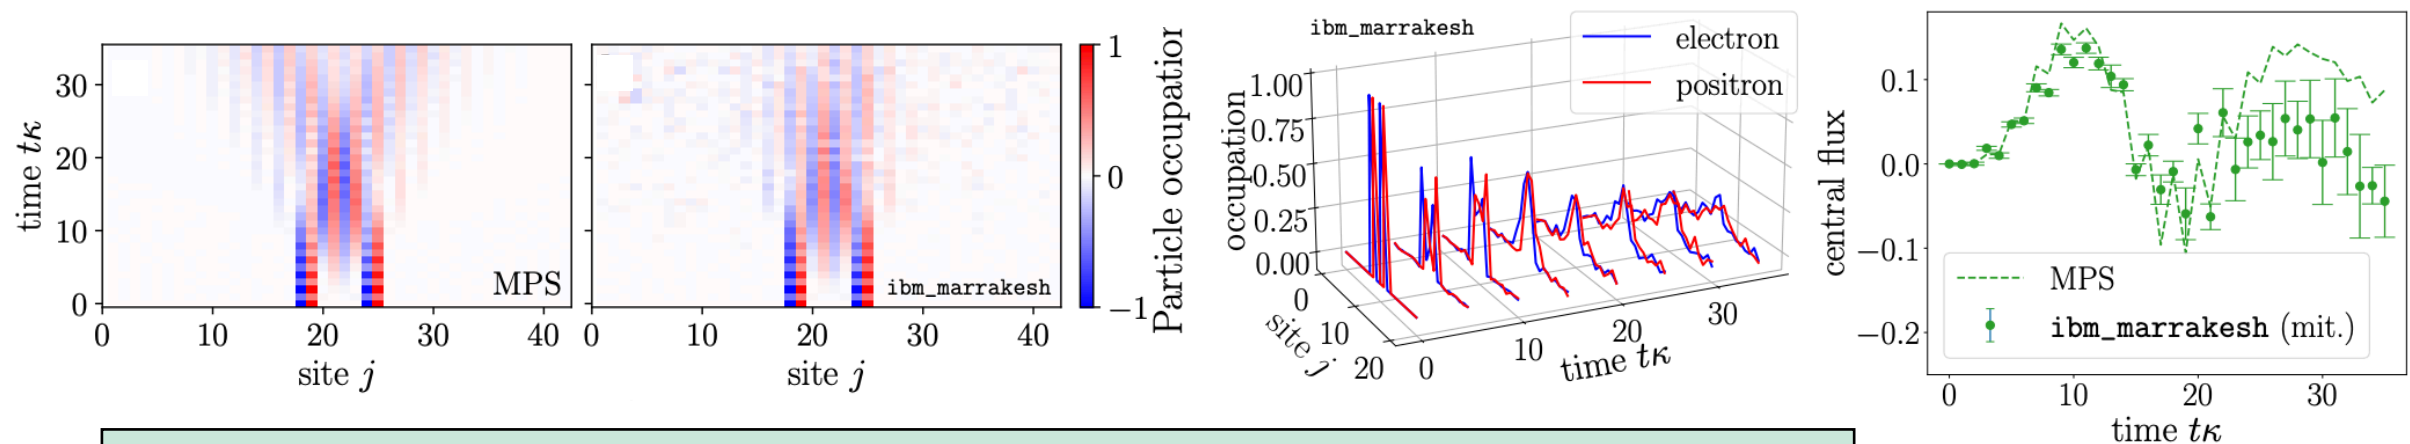 time tκ
30
20
10
0
MPS
0 10 20 30 40
site j
ibm_marrakesh
0 10 20 30 40
site j
1
0
−1
Particle occupation
ibm_marrakesh
electron
positron
occupation
1.00
0.75
0.50
0.25
0.00
0
10
20
site j
0
10
20
30
time tκ
central flux
0.1
0.0
−0.1
−0.2
MPS
ibm_marrakesh (mit.)
0 10 20 30
time tκ